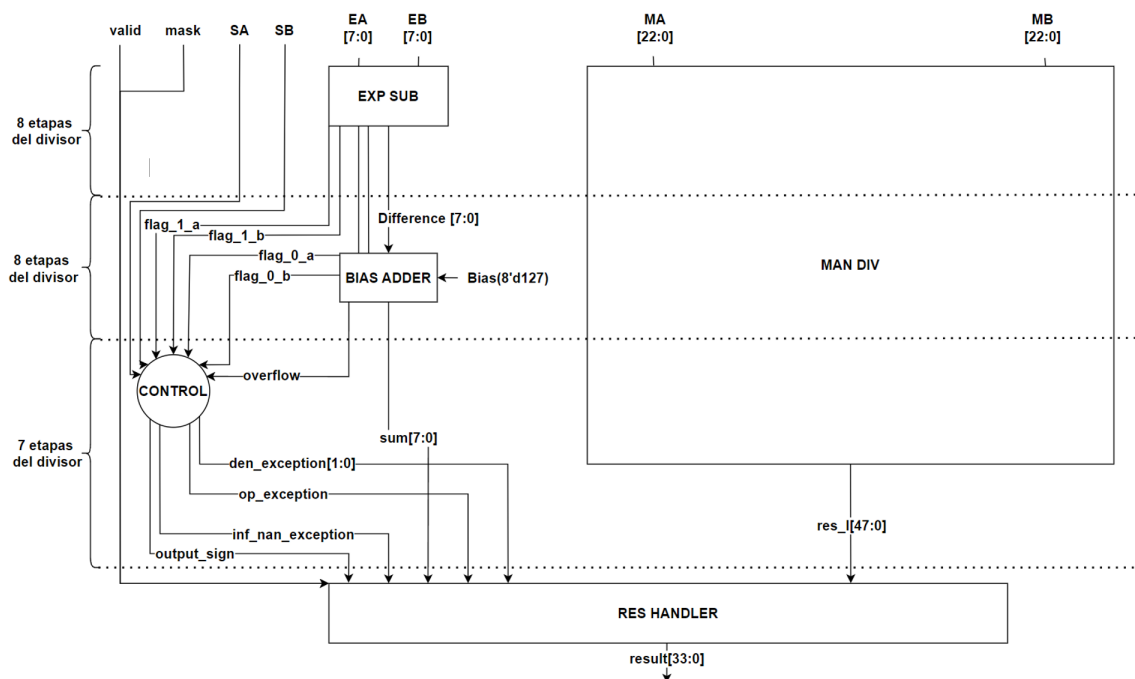 valid
mask
SA
SB
EA
[7:0]
EB
[7:0]
MA
[22:0]
MB
[22:0]
EXP SUB
8 etapas
del divisor
flag_1_a
flag_1_b
Difference [7:0]
flag_0_a
flag_0_b
BIAS ADDER
Bias(8'd127)
MAN DIV
8 etapas
del divisor
overflow
CONTROL
7 etapas
del divisor
sum[7:0]
den_exception[1:0]
op_exception
inf_nan_exception
output_sign
res_I[47:0]
RES HANDLER
result[33:0]